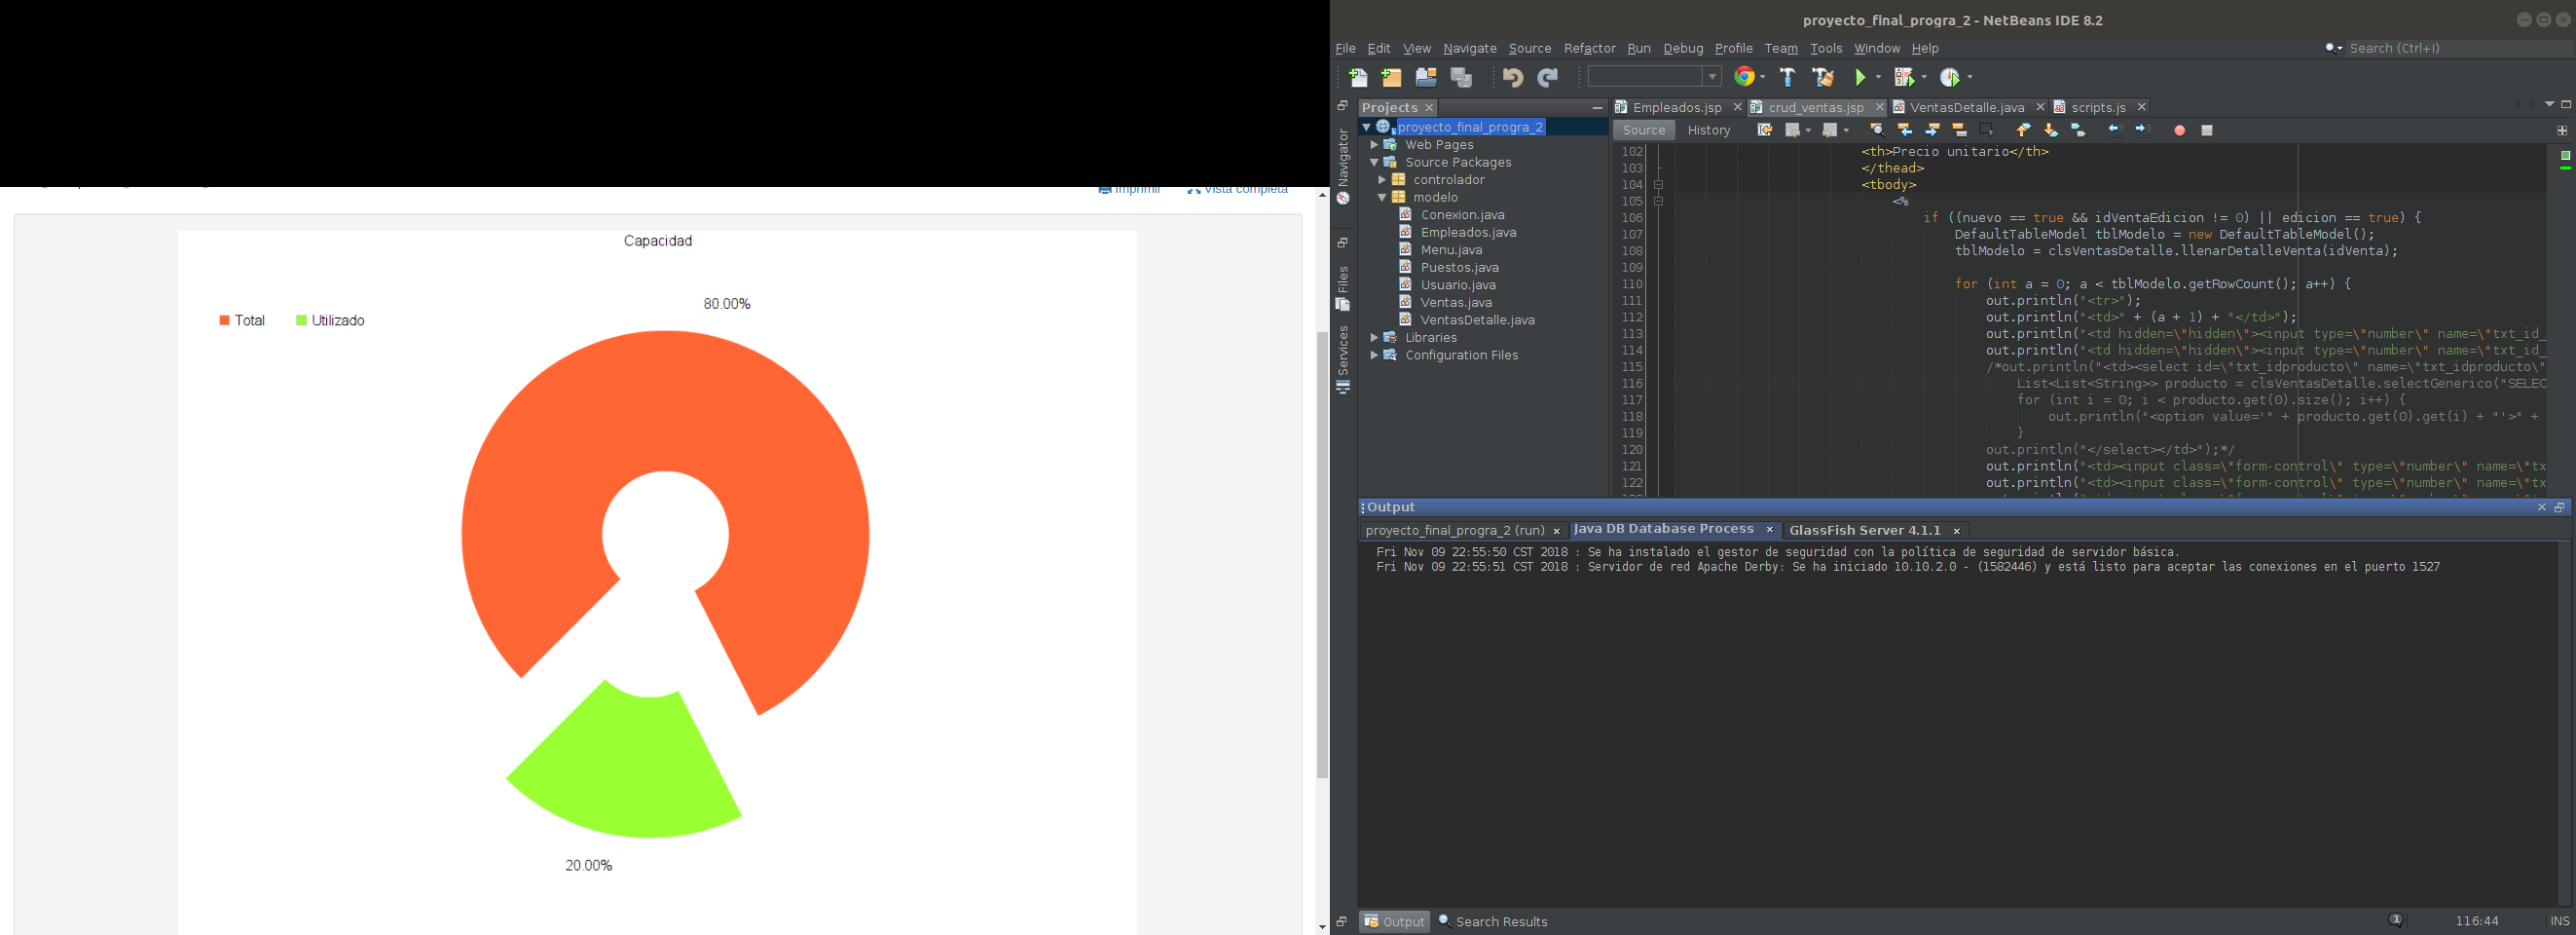 Imprimir Vista completa
Capacidad
80.00%
Total Utilizado
20.00%
proyecto_final_progra_2 - NetBeans IDE 8.2
File Edit View Navigate Source Refactor Run Debug Profile Team Tools Window Help
Search (Ctrl+I)
Projects
Navigator
Files
Services
proyecto_final_progra_2
Web Pages
Source Packages
controlador
modelo
Conexion.java
Empleados.java
Menu.java
Puestos.java
Usuario.java
Ventas.java
VentasDetalle.java
Libraries
Configuration Files
Empleados.jsp crud_ventas.jsp VentasDetalle.java scripts.js
Source History
102 <th>Precio unitario</th>
103 </thead>
104 <tbody>
105 <%
106 if ((nuevo == true && idVentaEdicion != 0) || edicion == true) {
107 DefaultTableModel tblModelo = new DefaultTableModel();
108 tblModelo = clsVentasDetalle.llenarDetalleVenta(idVenta);
109
110 for (int a = 0; a < tblModelo.getRowCount(); a++) {
111 out.println("<tr>");
112 out.println("<td>" + (a + 1) + "</td>");
113 out.println("<td hidden=\"hidden\"><input type=\"number\" name=\"txt_id_
114 out.println("<td hidden=\"hidden\"><input type=\"number\" name=\"txt_id_
115 /*out.println("<td><select id=\"txt_idproducto\" name=\"txt_idproducto\"
116 List<List<String>> producto = clsVentasDetalle.selectGenerico("SELEC
117 for (int i = 0; i < producto.get(0).size(); i++) {
118 out.println("<option value='" + producto.get(0).get(i) + "'>" +
119 }
120 out.println("</select></td>");*/
121 out.println("<td><input class=\"form-control\" type=\"number\" name=\"tx
122 out.println("<td><input class=\"form-control\" type=\"number\" name=\"tx
Output
proyecto_final_progra_2 (run) Java DB Database Process GlassFish Server 4.1.1
Fri Nov 09 22:55:50 CST 2018 : Se ha instalado el gestor de seguridad con la política de seguridad de servidor básica.
Fri Nov 09 22:55:51 CST 2018 : Servidor de red Apache Derby: Se ha iniciado 10.10.2.0 - (1582446) y está listo para aceptar las conexiones en el puerto 1527
Output Search Results
1 116:44 INS